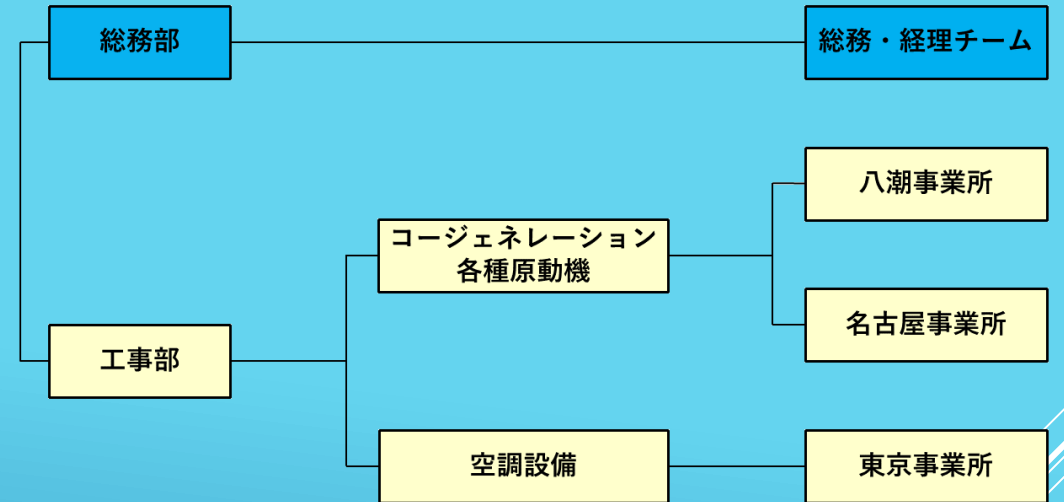 総務部
総務・経理チーム
八潮事業所
コージェネレーション
各種原動機
名古屋事業所
工事部
空調設備
東京事業所